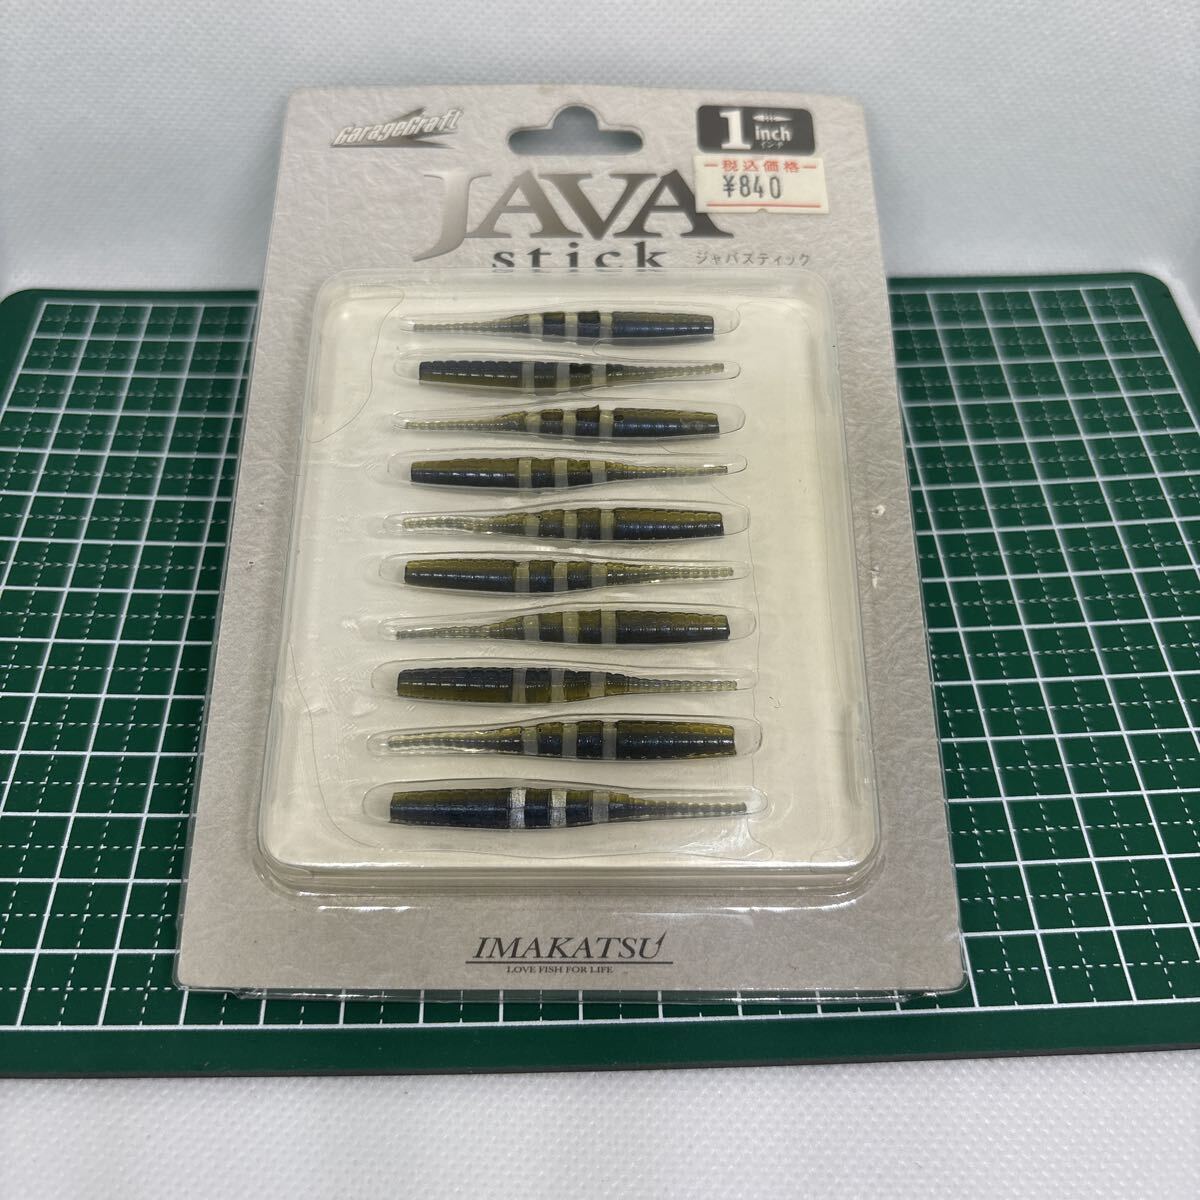 GarageCraft
1 inch
インチ
税込価格
¥840
JAVA
stick
ジャバスティック
IMAKATSU
LOVE FISH FOR LIFE